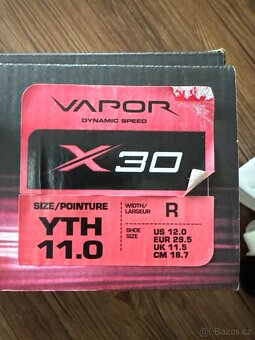 VAPOR
DYNAMIC SPEED
X30
SIZE/POINTURE
YTH
11.0
WIDTH/
LARGEUR
R
SHOE
SIZE
US 12.0
EUR 29.5
UK 11.5
CM 18.7
Bazos.cz